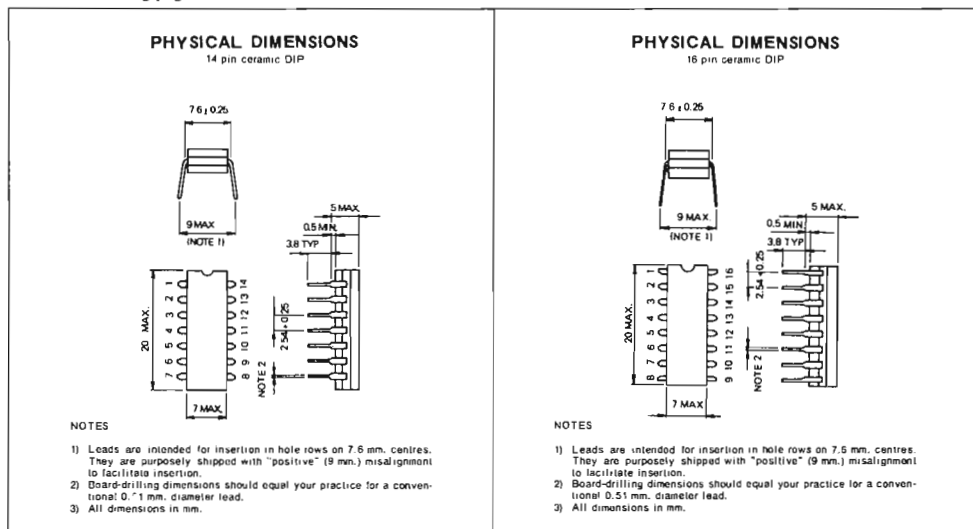 PHYSICAL DIMENSIONS
14 pin ceramic DIP
7 6 ± 0.25
9 MAX
(NOTE 1)
5 MAX.
0.5 MIN.
3.8 TYP
20 MAX.
1 14
2 13
3 12
4 11
5 10
6 9
7 8
2.54 + 0.25
NOTE 2
7 MAX.
NOTES
1) Leads are intended for insertion in hole rows on 7.6 mm. centres.
They are purposely shipped with "positive" (9 mm.) misalignment
to facilitate insertion.
2) Board-drilling dimensions should equal your practice for a conven-
tional mm. diameter lead.
3) All dimensions in mm.
PHYSICAL DIMENSIONS
16 pin ceramic DIP
7 6 ± 0.25
9 MAX.
(NOTE 1)
5 MAX.
0.5 MIN.
3.8 TYP
20 MAX.
1 16
2 15
3 14
4 13
5 12
6 11
7 10
8 9
2.54 + 0.25
NOTE 2
7 MAX
NOTES
1) Leads are intended for insertion in hole rows on 7.6 mm. centres.
They are purposely shipped with "positive" (9 mm.) misalignment
to facilitate insertion.
2) Board-drilling dimensions should equal your practice for a conven-
tional 0.51 mm. diameter lead.
3) All dimensions in mm.